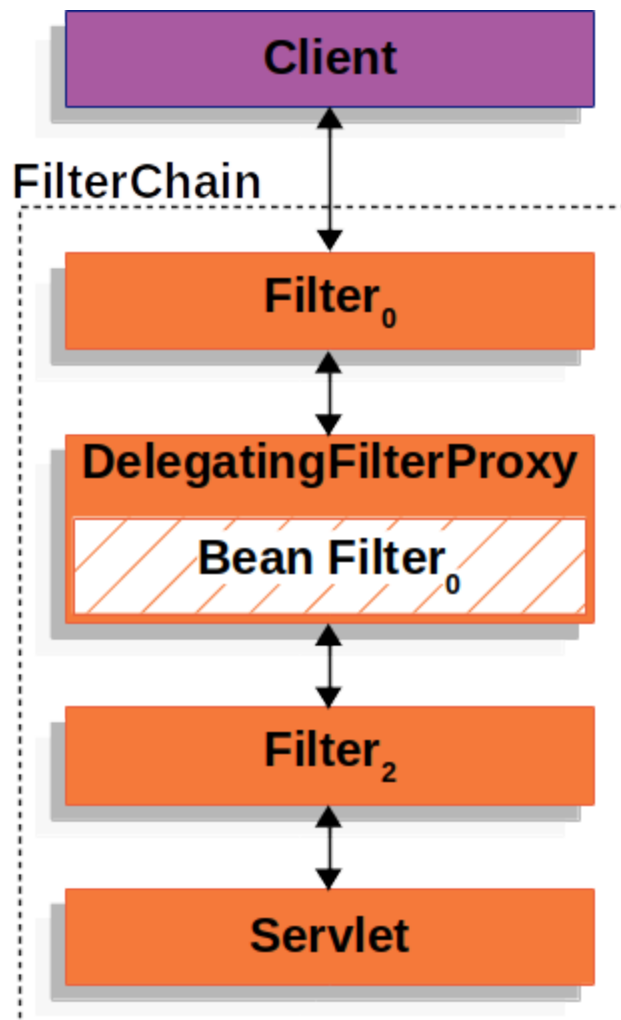 Client
FilterChain
Filter0
DelegatingFilterProxy
Bean Filter0
Filter2
Servlet